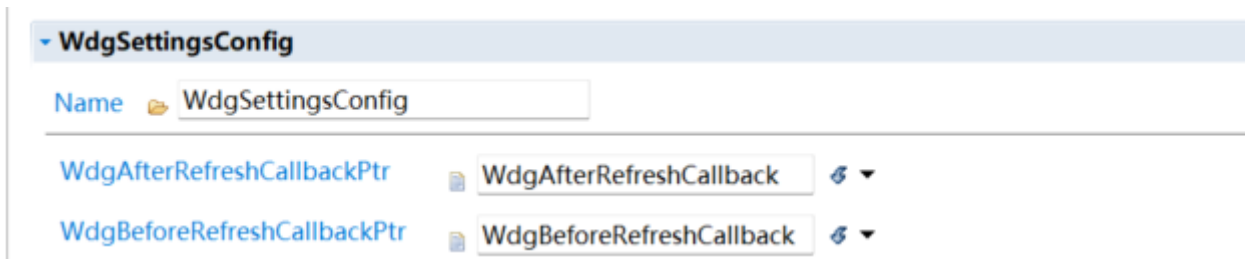 WdgSettingsConfig
Name WdgSettingsConfig
WdgAfterRefreshCallbackPtr WdgAfterRefreshCallback
WdgBeforeRefreshCallbackPtr WdgBeforeRefreshCallback